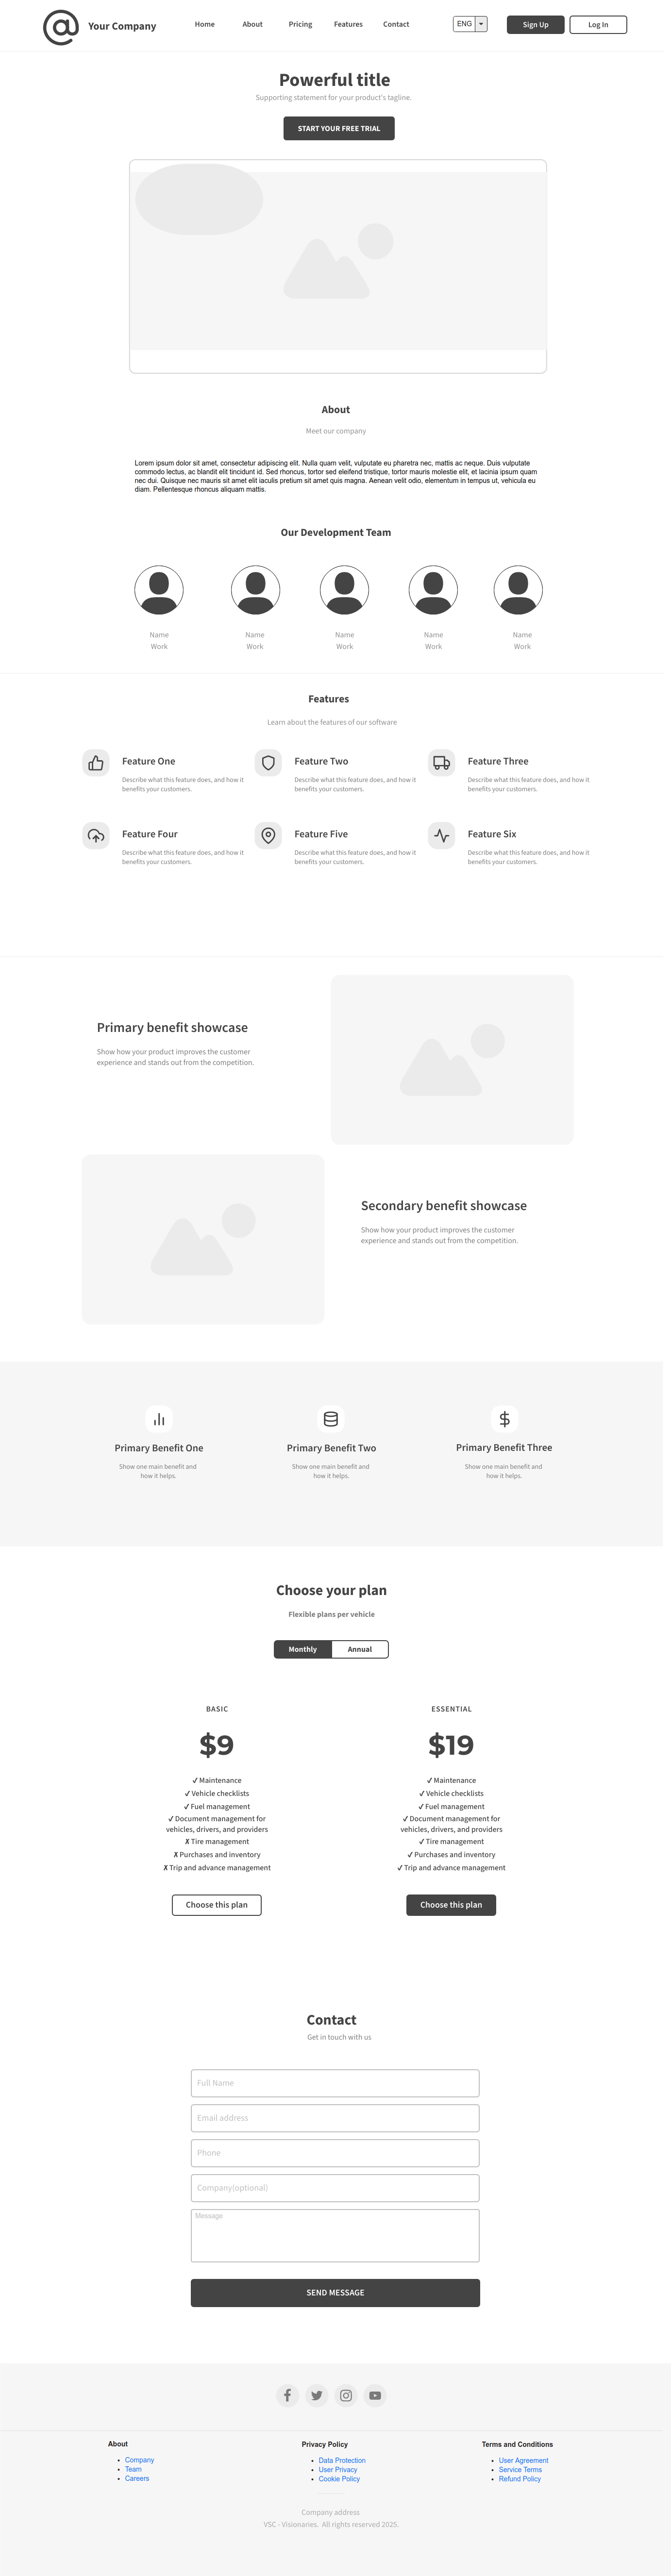 @ Your Company
Home
About
Pricing
Features
Contact
ENG
Sign Up
Log In
Powerful title
Supporting statement for your product's tagline.
START YOUR FREE TRIAL
About
Meet our company
Lorem ipsum dolor sit amet, consectetur adipiscing elit. Nulla quam velit, vulputate eu pharetra nec, mattis ac neque. Duis vulputate
commodo lectus, ac blandit elit tincidunt id. Sed rhoncus, tortor sed eleifend tristique, tortor mauris molestie elit, et lacinia ipsum quam
nec dui. Quisque nec mauris sit amet elit iaculis pretium sit amet quis magna. Aenean velit odio, elementum in tempus ut, vehicula eu
diam. Pellentesque rhoncus aliquam mattis.
Our Development Team
Name
Work
Name
Work
Name
Work
Name
Work
Name
Work
Features
Learn about the features of our software
Feature One
Describe what this feature does, and how it
benefits your customers.
Feature Two
Describe what this feature does, and how it
benefits your customers.
Feature Three
Describe what this feature does, and how it
benefits your customers.
Feature Four
Describe what this feature does, and how it
benefits your customers.
Feature Five
Describe what this feature does, and how it
benefits your customers.
Feature Six
Describe what this feature does, and how it
benefits your customers.
Primary benefit showcase
Show how your product improves the customer
experience and stands out from the competition.
Secondary benefit showcase
Show how your product improves the customer
experience and stands out from the competition.
Primary Benefit One
Show one main benefit and
how it helps.
Primary Benefit Two
Show one main benefit and
how it helps.
$
Primary Benefit Three
Show one main benefit and
how it helps.
Choose your plan
Flexible plans per vehicle
Monthly
Annual
BASIC
$9
✓ Maintenance
✓ Vehicle checklists
✓ Fuel management
✓ Document management for
vehicles, drivers, and providers
✗ Tire management
✗ Purchases and inventory
✗ Trip and advance management
Choose this plan
ESSENTIAL
$19
✓ Maintenance
✓ Vehicle checklists
✓ Fuel management
✓ Document management for
vehicles, drivers, and providers
✓ Tire management
✓ Purchases and inventory
✓ Trip and advance management
Choose this plan
Contact
Get in touch with us
Full Name
Email address
Phone
Company(optional)
Message
SEND MESSAGE
About
• Company
• Team
• Careers
Privacy Policy
• Data Protection
• User Privacy
• Cookie Policy
Terms and Conditions
• User Agreement
• Service Terms
• Refund Policy
Company address
VSC - Visionaries. All rights reserved 2025.